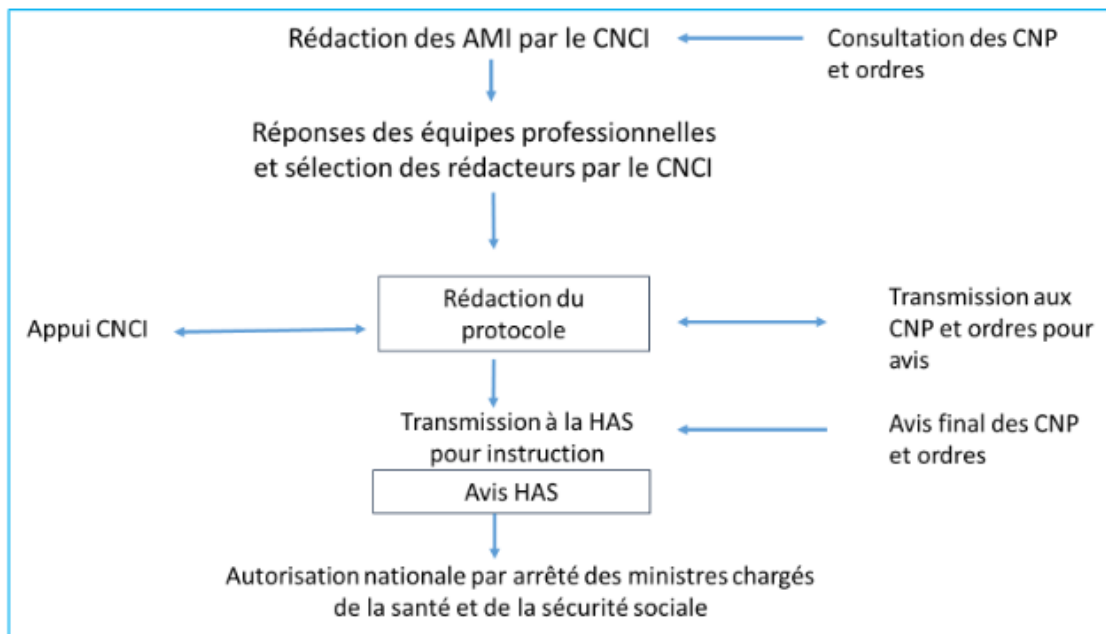 Rédaction des AMI par le CNCI
Consultation des CNP
et ordres
Réponses des équipes professionnelles
et sélection des rédacteurs par le CNCI
Appui CNCI
Rédaction du
protocole
Transmission aux
CNP et ordres pour
avis
Transmission à la HAS
pour instruction
Avis final des CNP
et ordres
Avis HAS
Autorisation nationale par arrêté des ministres chargés
de la santé et de la sécurité sociale